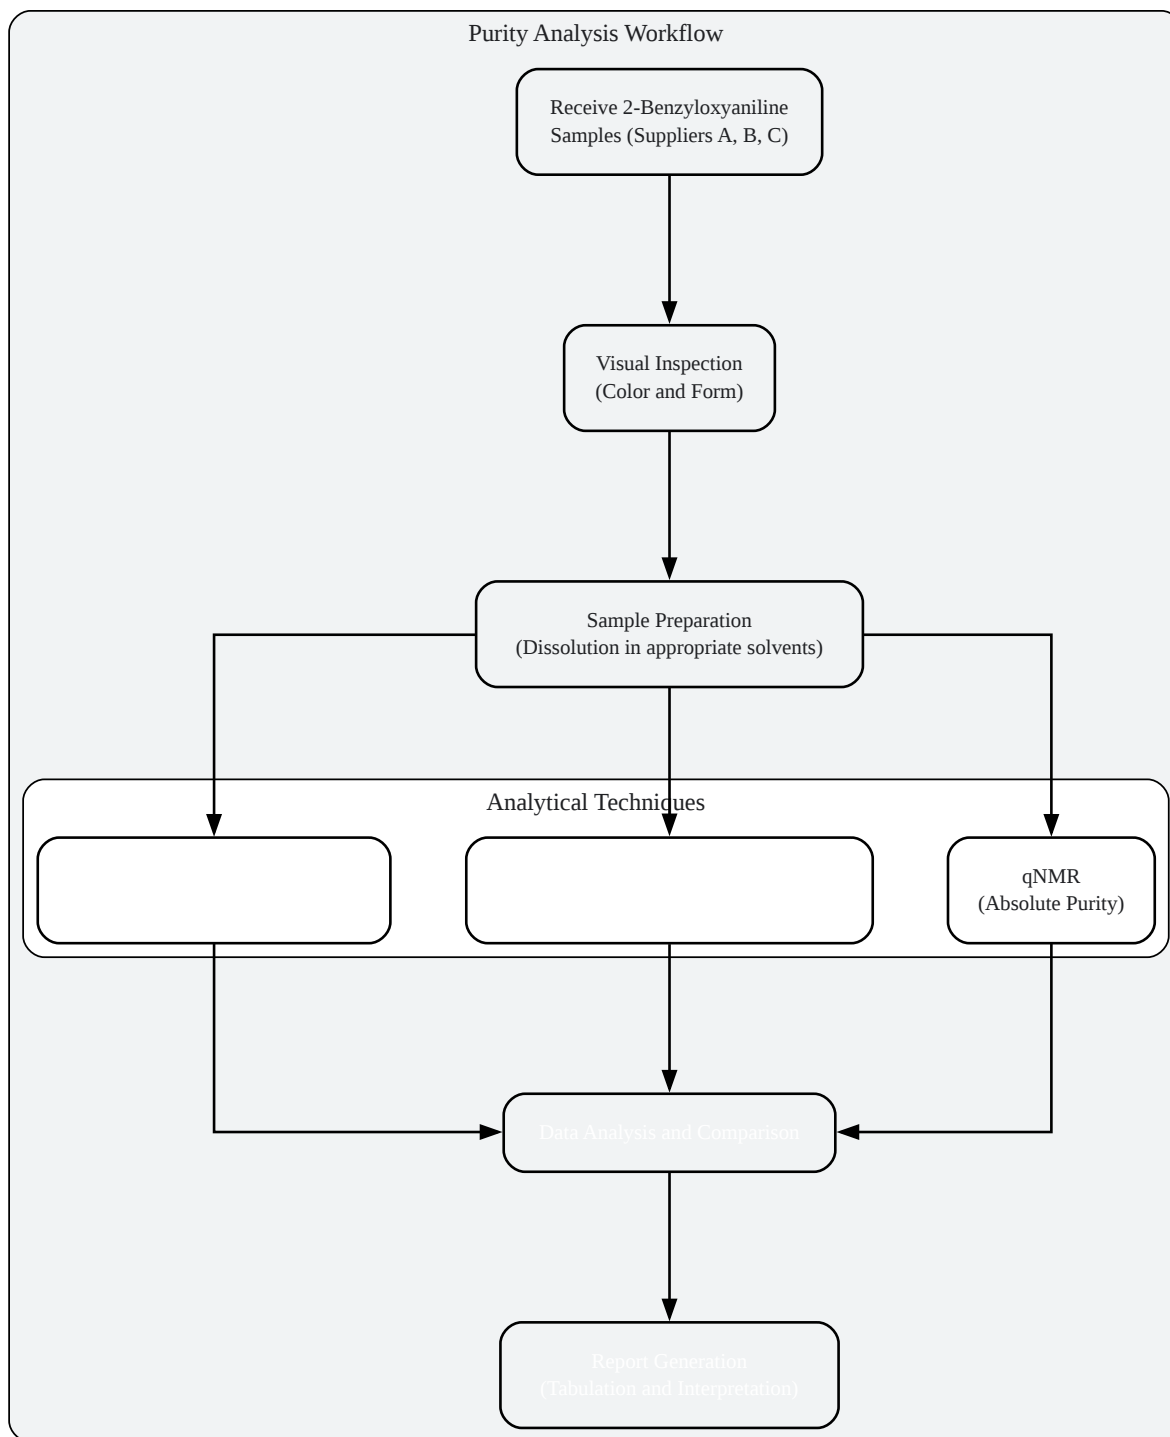 Purity Analysis Workflow
Receive 2-Benzyloxyaniline
Samples (Suppliers A, B, C)
Visual Inspection
(Color and Form)
Sample Preparation
(Dissolution in appropriate solvents)
Analytical Techniques
qNMR
(Absolute Purity)
Data Analysis and Comparison
Report Generation
(Tabulation and Interpretation)